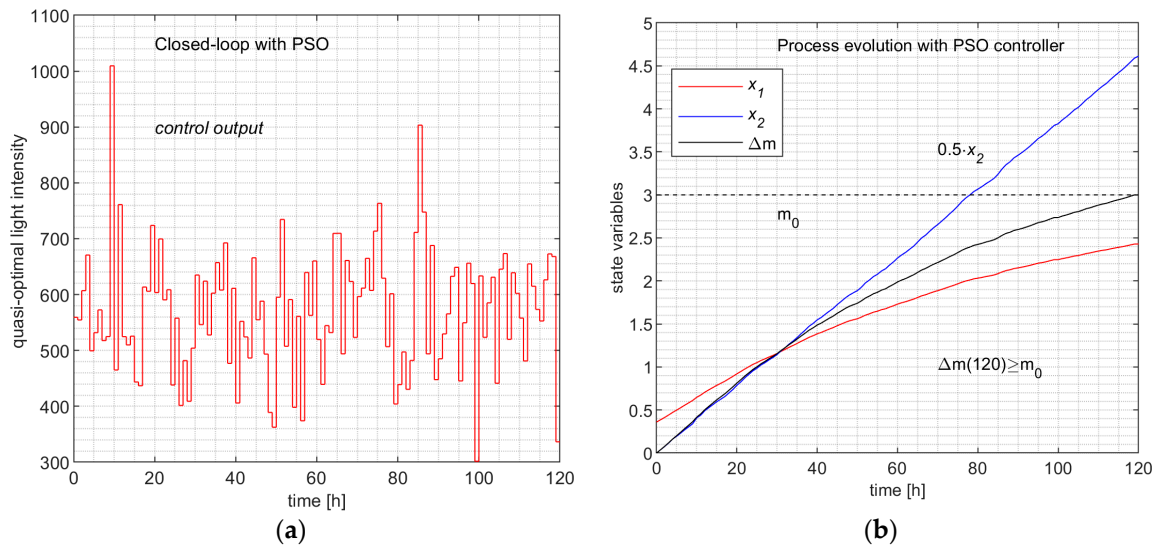 1100
1000
900
800
700
600
500
400
300
quasi-optimal light intensity
Closed-loop with PSO
control output
0 20 40 60 80 100 120
time [h]
(a)
5
4.5
4
3.5
3
2.5
2
1.5
1
0.5
0
state variables
Process evolution with PSO controller
x₁
x₂
Δm
0.5·x₂
m₀
Δm(120)≥m₀
0 20 40 60 80 100 120
time [h]
(b)